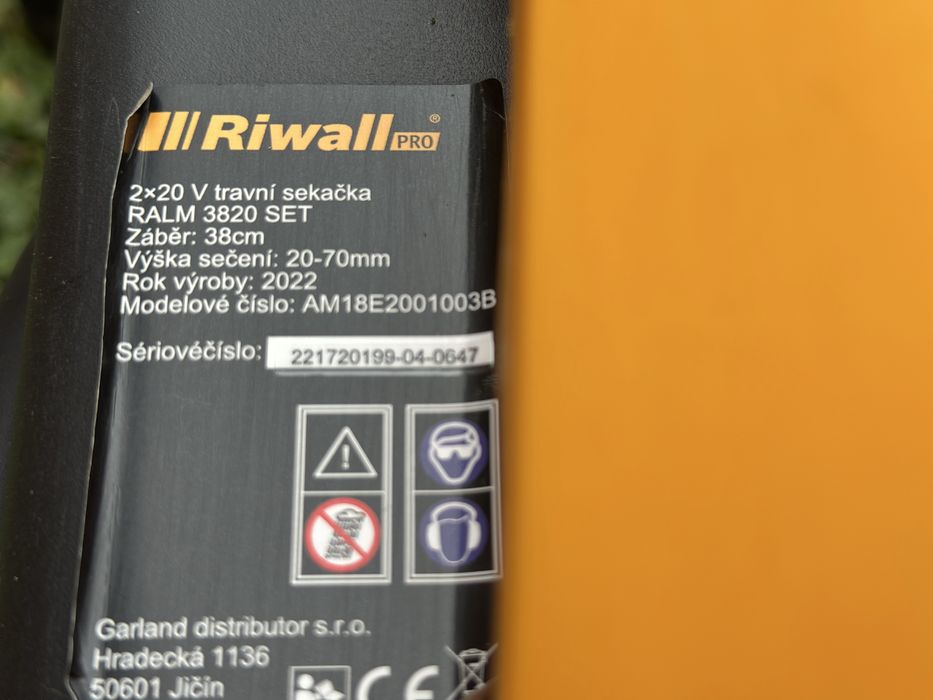 Riwall PRO ®
2×20 V travní sekačka
RALM 3820 SET
Záběr: 38cm
Výška sečení: 20-70mm
Rok výroby: 2022
Modelové číslo: AM18E2001003B
Sériovéčíslo: 221720199-04-0647
Garland distributor s.r.o.
Hradecká 1136
50601 Jičín
CE